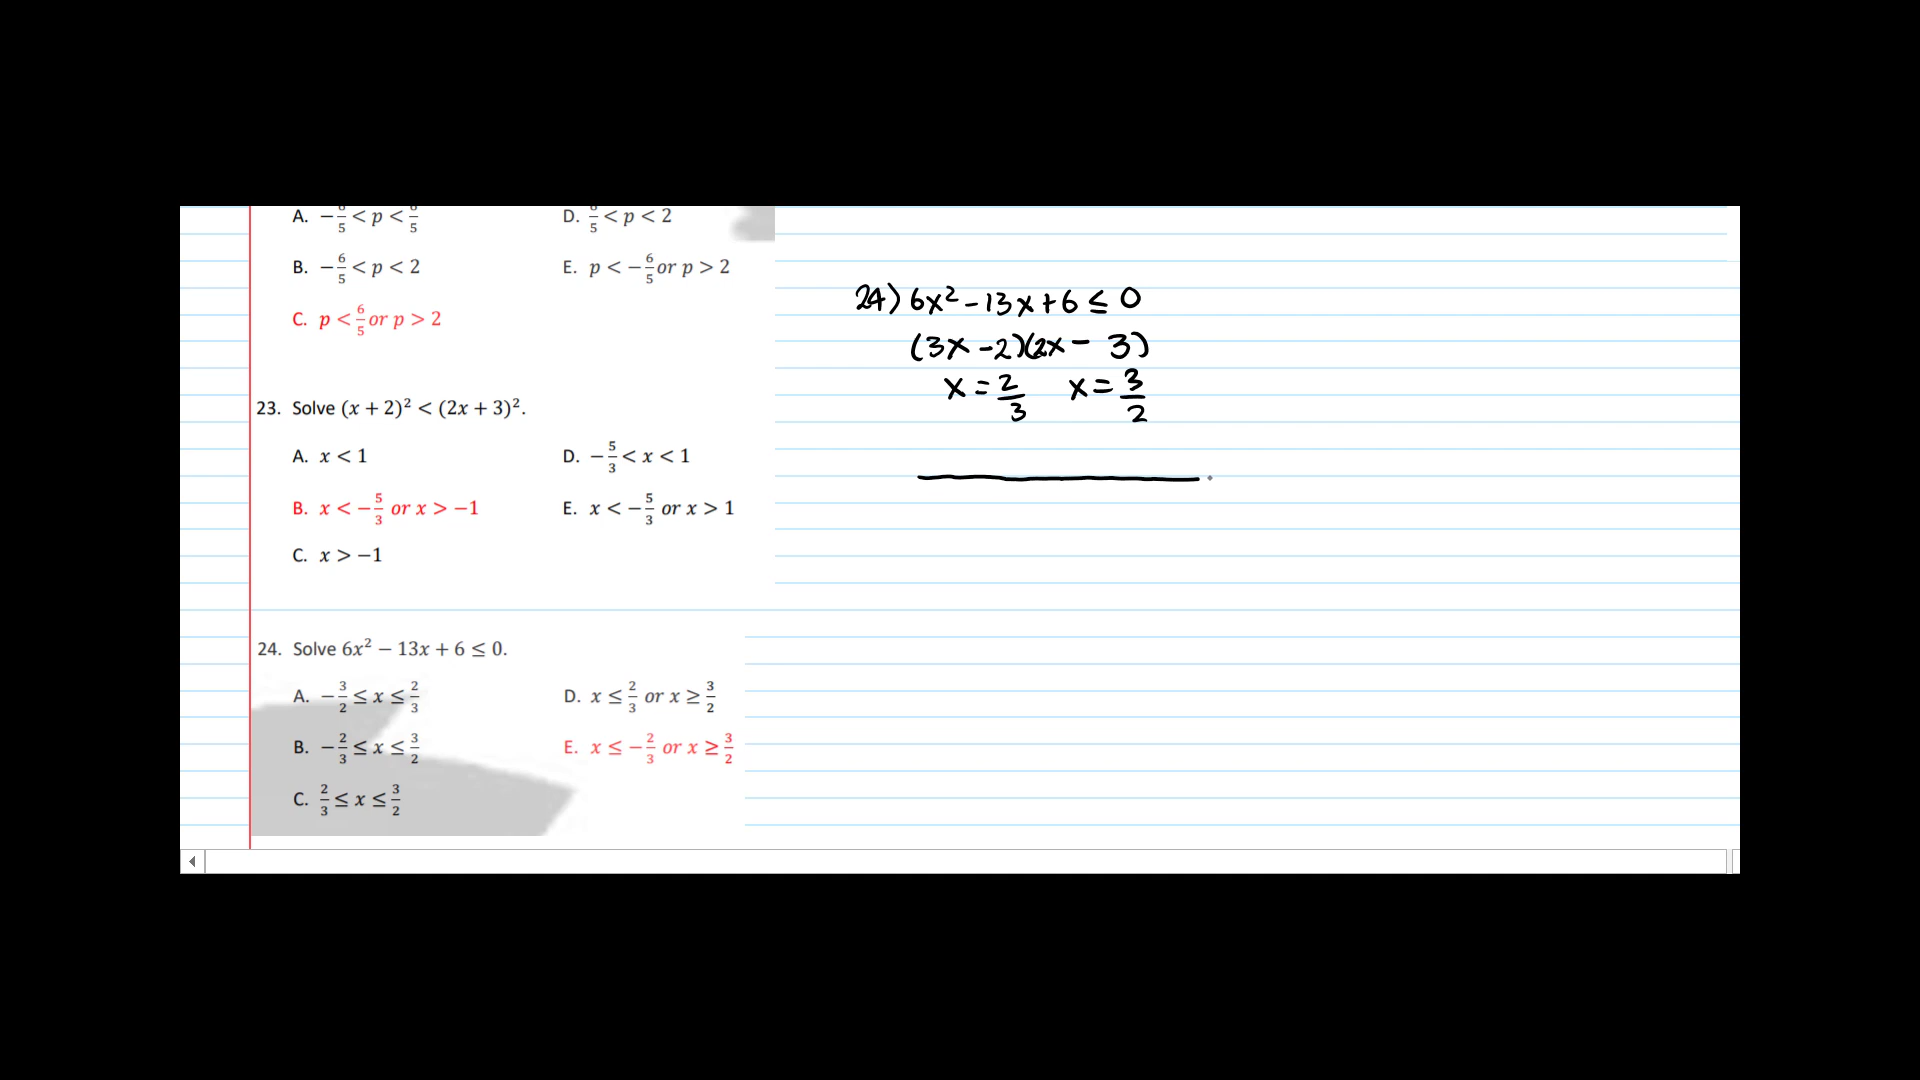 A. −6/5 < p < 6/5
D. 6/5 < p < 2
B. −6/5 < p < 2
E. p < −6/5 or p > 2
C. p < 6/5 or p > 2
23. Solve (x + 2)² < (2x + 3)².
A. x < 1
D. −5/3 < x < 1
B. x < −5/3 or x > −1
E. x < −5/3 or x > 1
C. x > −1
24. Solve 6x² − 13x + 6 ≤ 0.
A. −3/2 ≤ x ≤ 2/3
D. x ≤ 2/3 or x ≥ 3/2
B. −2/3 ≤ x ≤ 3/2
E. x ≤ −2/3 or x ≥ 3/2
C. 2/3 ≤ x ≤ 3/2
24) 6x² − 13x + 6 ≤ 0
(3x − 2)(2x − 3)
x = 2/3 x = 3/2